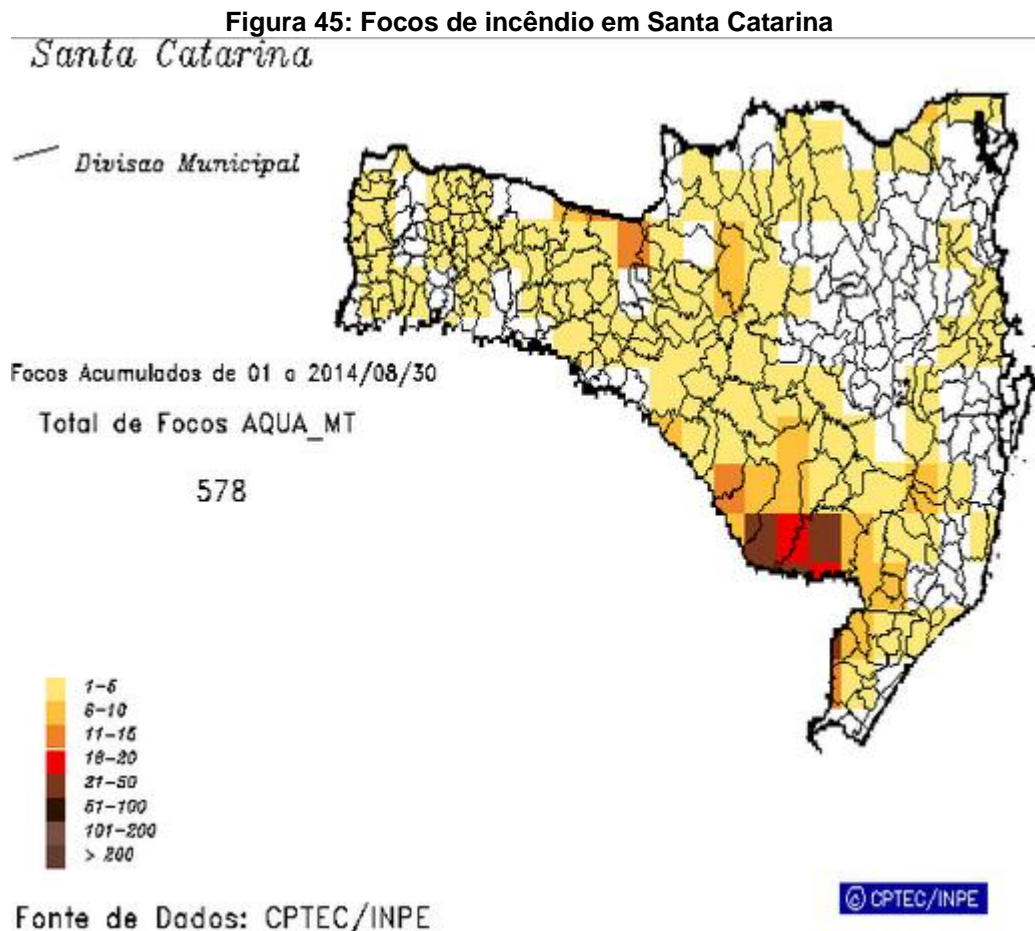 Figura 45: Focos de incêndio em Santa Catarina
Santa Catarina
Divisao Municipal
Focos Acumulados de 01 a 2014/08/30
Total de Focos AQUA_MT
578
1-5
6-10
11-15
16-20
21-50
51-100
101-200
> 200
Fonte de Dados: CPTEC/INPE
@ CPTEC/INPE